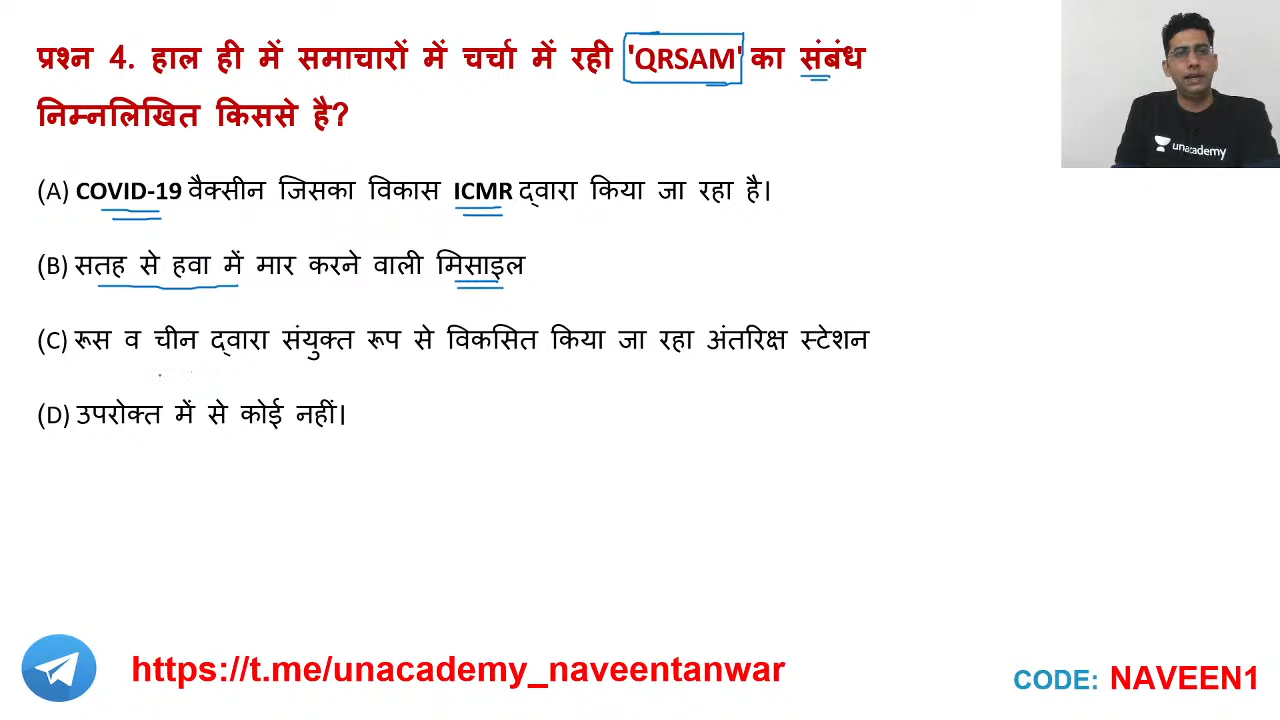 प्रश्न 4. हाल ही में समाचारों में चर्चा में रही 'QRSAM' का संबंध
निम्नलिखित किससे है?
unacademy
(A) COVID-19 वैक्सीन जिसका विकास ICMR द्वारा किया जा रहा है।
(B) सतह से हवा में मार करने वाली मिसाइल
(C) रूस व चीन द्वारा संयुक्त रूप से विकसित किया जा रहा अंतरिक्ष स्टेशन
(D) उपरोक्त में से कोई नहीं।
https://t.me/unacademy_naveentanwar
CODE: NAVEEN1